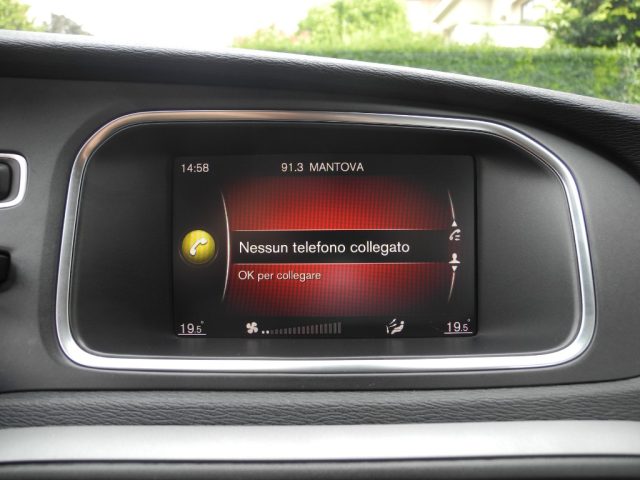 14:58 91.3 MANTOVA
Nessun telefono collegato
OK per collegare
19.5° 19.5°